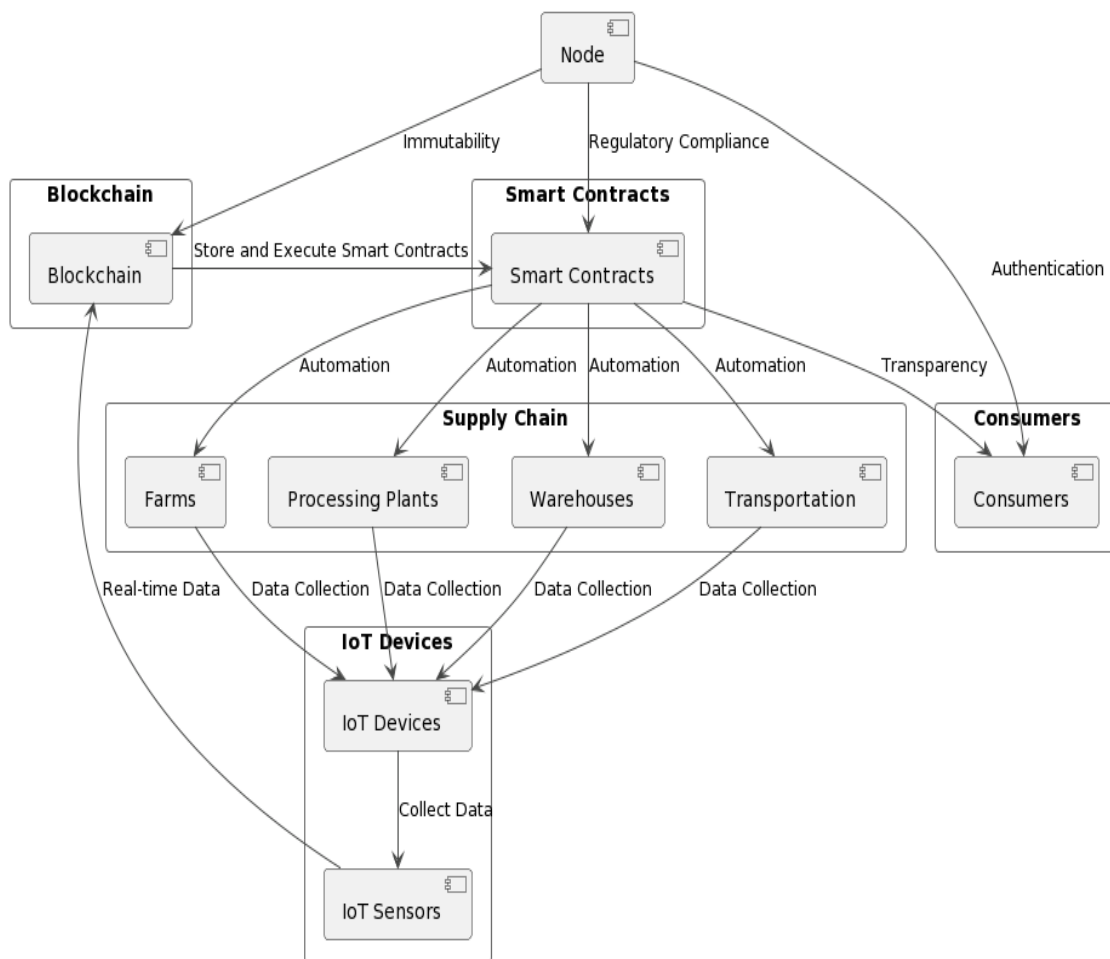 Node
Immutability
Regulatory Compliance
Blockchain
Smart Contracts
Blockchain
Store and Execute Smart Contracts
Smart Contracts
Authentication
Automation
Automation
Automation
Automation
Transparency
Supply Chain
Consumers
Farms
Processing Plants
Warehouses
Transportation
Consumers
Real-time Data
Data Collection
Data Collection
Data Collection
Data Collection
IoT Devices
IoT Devices
Collect Data
IoT Sensors